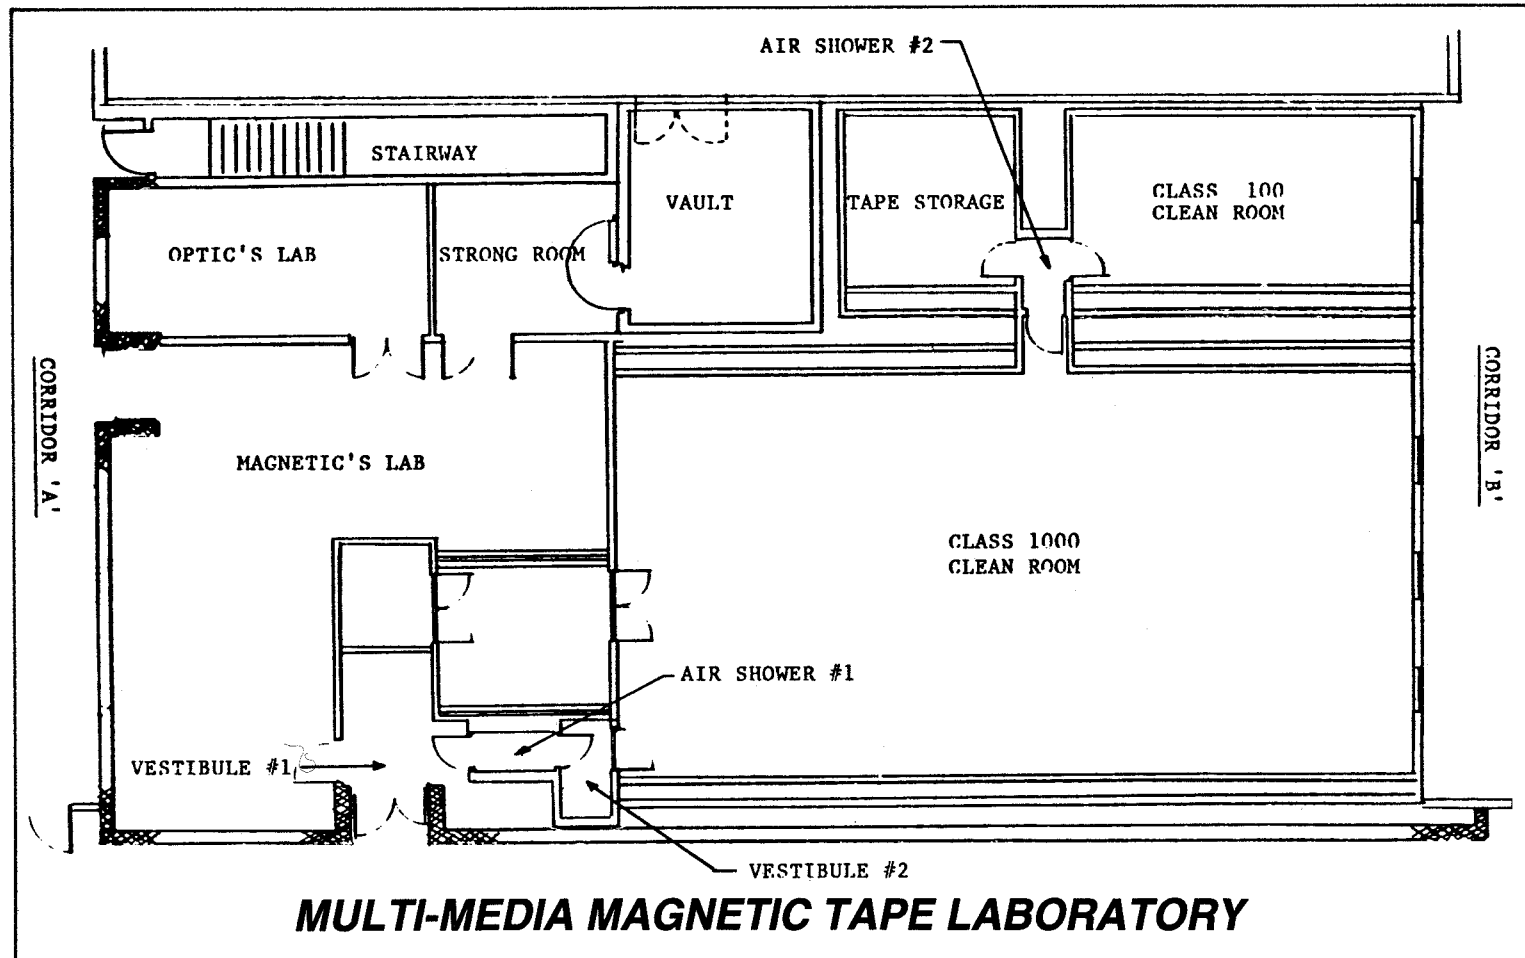 AIR SHOWER #2
STAIRWAY
VAULT
TAPE STORAGE
CLASS 100
CLEAN ROOM
OPTIC'S LAB
STRONG ROOM
CORRIDOR 'A'
CORRIDOR 'B'
MAGNETIC'S LAB
CLASS 1000
CLEAN ROOM
AIR SHOWER #1
VESTIBULE #1
VESTIBULE #2
MULTI-MEDIA MAGNETIC TAPE LABORATORY